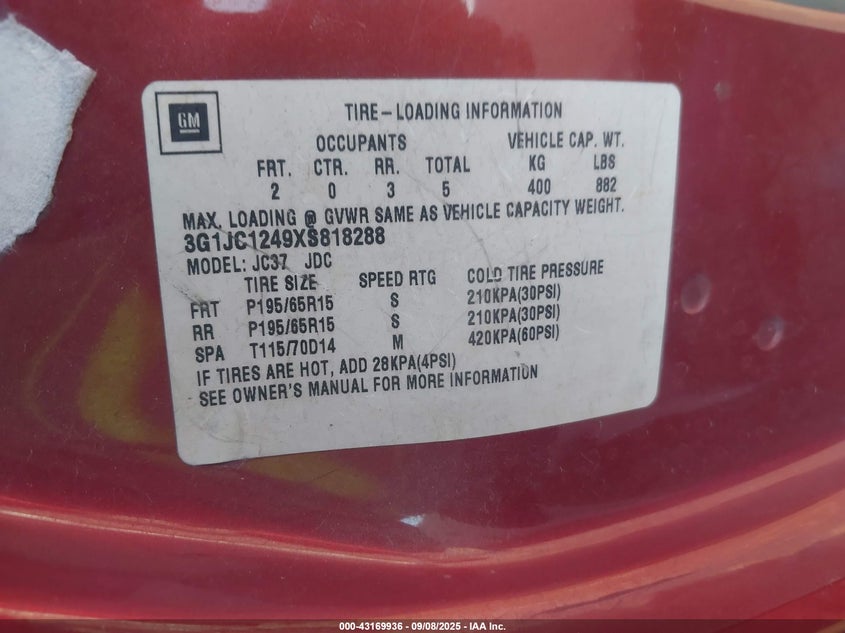 GM
TIRE-LOADING INFORMATION
OCCUPANTS VEHICLE CAP. WT.
FRT. CTR. RR. TOTAL KG LBS
2 0 3 5 400 882
MAX. LOADING @ GVWR SAME AS VEHICLE CAPACITY WEIGHT.
3G1JC1249XS818288
MODEL: JC37 JDC
TIRE SIZE SPEED RTG COLD TIRE PRESSURE
FRT P195/65R15 S 210KPA(30PSI)
RR P195/65R15 S 210KPA(30PSI)
SPA T115/70D14 M 420KPA(60PSI)
IF TIRES ARE HOT, ADD 28KPA(4PSI)
SEE OWNER'S MANUAL FOR MORE INFORMATION
000-43169936 - 09/08/2025 - IAA Inc.